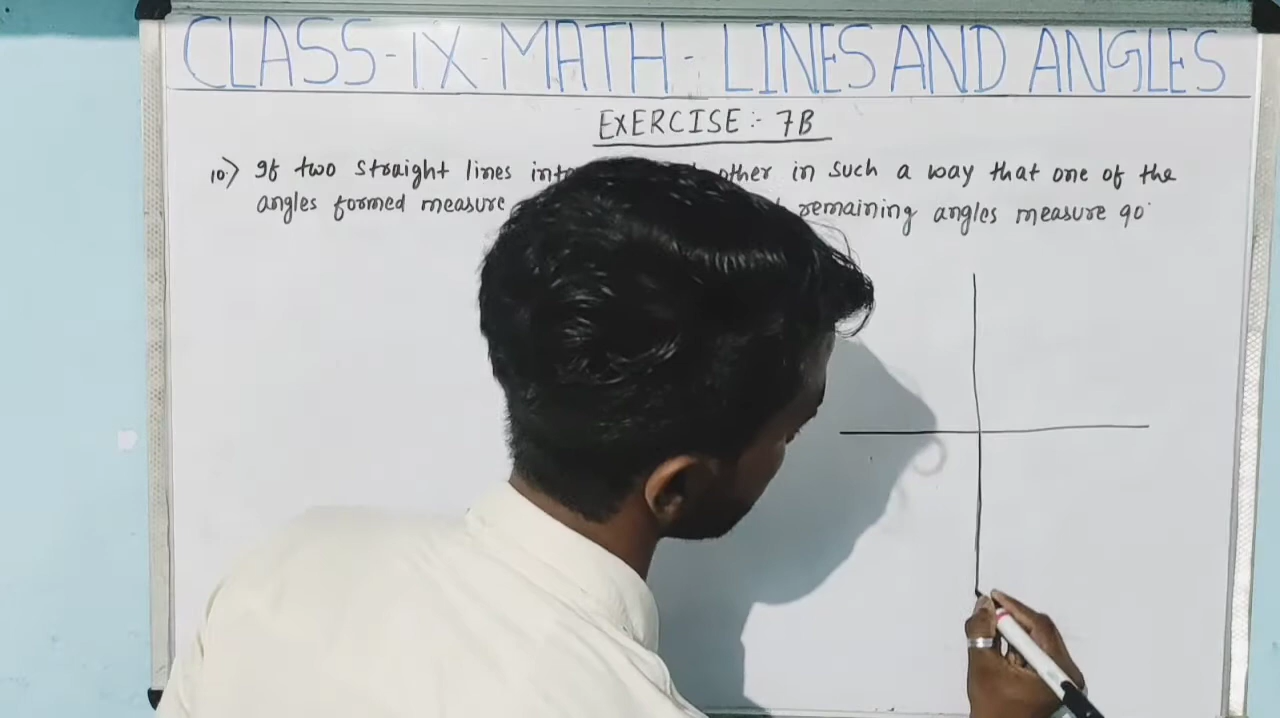 CLASS-IX-MATH-LINES AND ANGLES
EXERCISE:- 7B
10.) If two straight lines other in such a way that one of the
angles formed measure remaining angles measure 90°